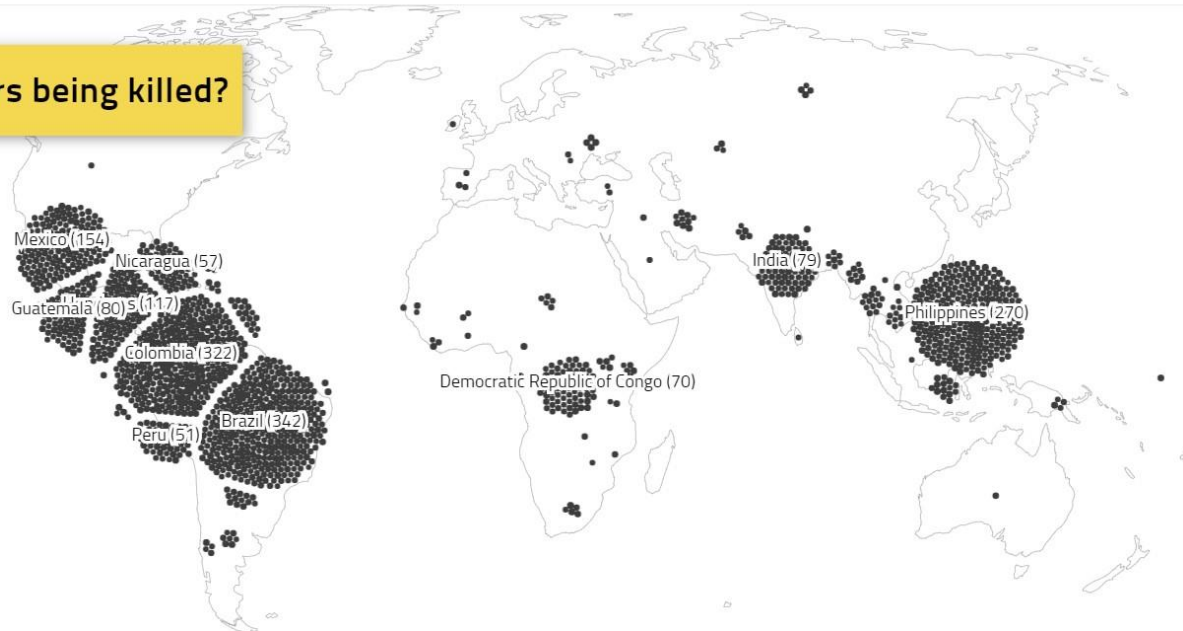 rs being killed?
Mexico (154)
Nicaragua (57)
India (79)
Guatemala (80)
s (117)
Philippines (270)
Colombia (322)
Democratic Republic of Congo (70)
Brazil (342)
Peru (51)